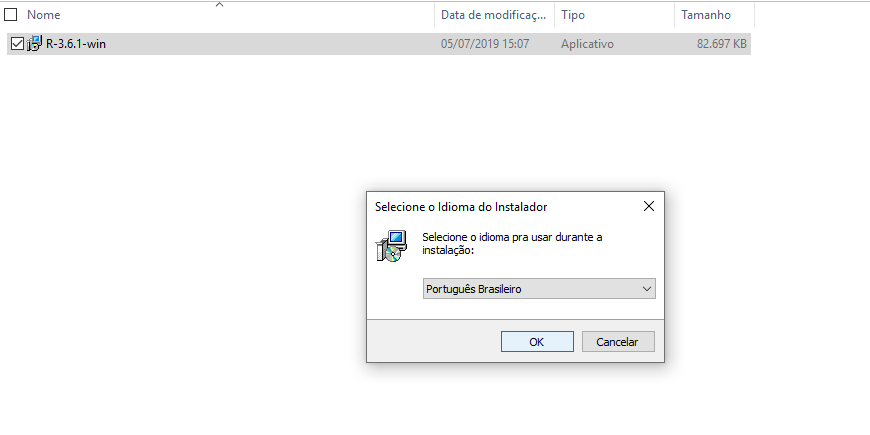 Nome Data de modificaç... Tipo Tamanho
R-3.6.1-win 05/07/2019 15:07 Aplicativo 82.697 KB
Selecione o Idioma do Instalador
Selecione o idioma pra usar durante a
instalação:
Português Brasileiro
OK Cancelar